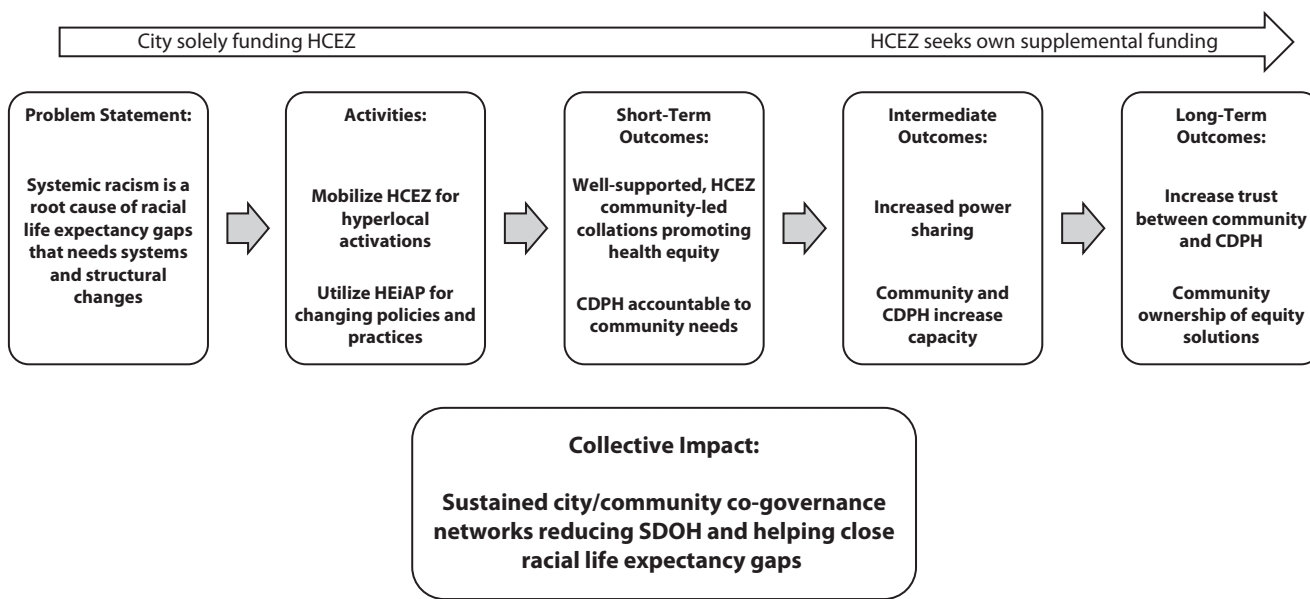 City solely funding HCEZ
HCEZ seeks own supplemental funding
Problem Statement:
Systemic racism is a
root cause of racial
life expectancy gaps
that needs systems
and structural
changes
Activities:
Mobilize HCEZ for
hyperlocal
activations
Utilize HEiAP for
changing policies and
practices
Short-Term
Outcomes:
Well-supported, HCEZ
community-led
collations promoting
health equity
CDPH accountable to
community needs
Intermediate
Outcomes:
Increased power
sharing
Community and
CDPH increase
capacity
Long-Term
Outcomes:
Increase trust
between community
and CDPH
Community
ownership of equity
solutions
Collective Impact:
Sustained city/community co-governance
networks reducing SDOH and helping close
racial life expectancy gaps